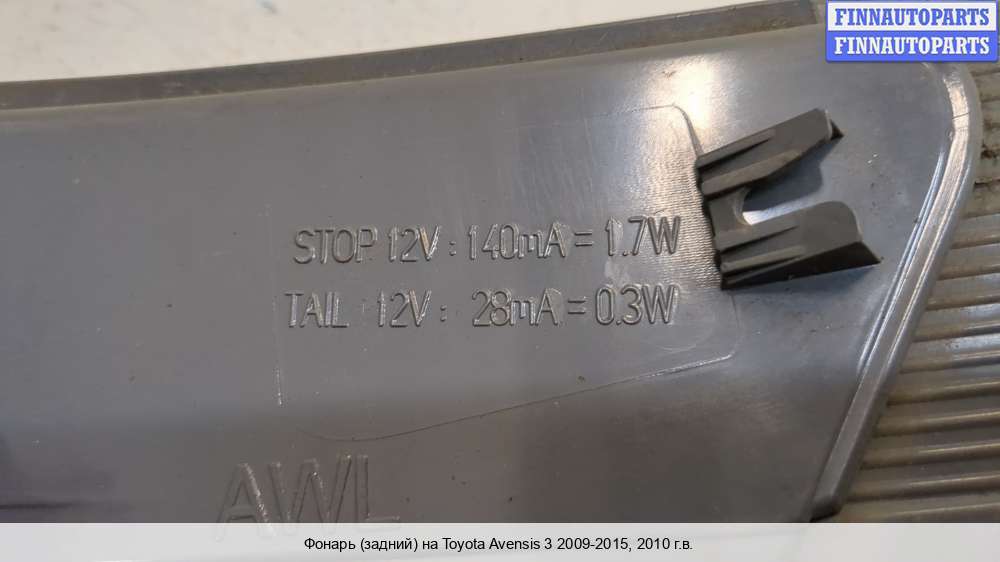 FINNAUTOPARTS
FINNAUTOPARTS
STOP 12V : 140mA = 1.7W
TAIL 12V : 28mA = 0.3W
AWL
Фонарь (задний) на Toyota Avensis 3 2009-2015, 2010 г.в.